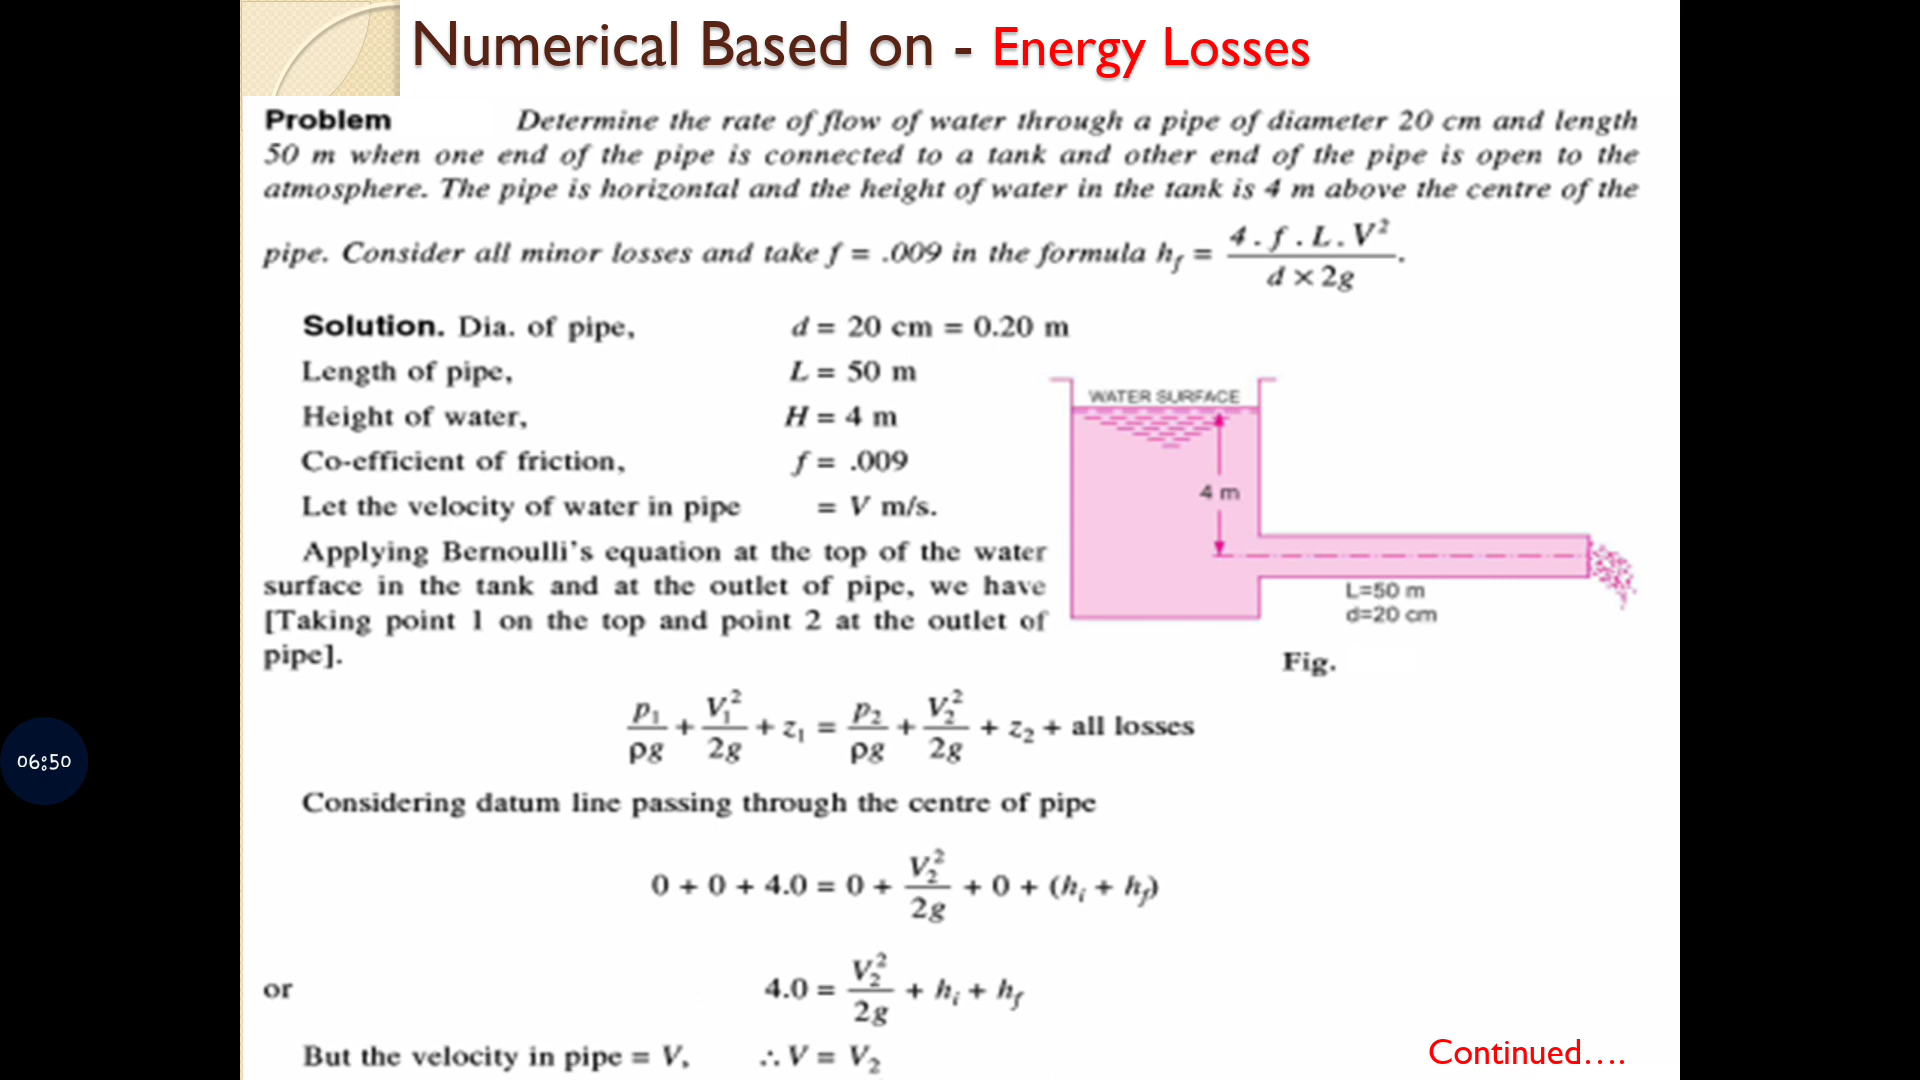 Numerical Based on - Energy Losses
Problem Determine the rate of flow of water through a pipe of diameter 20 cm and length
50 m when one end of the pipe is connected to a tank and other end of the pipe is open to the
atmosphere. The pipe is horizontal and the height of water in the tank is 4 m above the centre of the
pipe. Consider all minor losses and take f = .009 in the formula h_f = \frac{4 . f . L . V²}{d × 2g}.
Solution. Dia. of pipe, d = 20 cm = 0.20 m
Length of pipe, L = 50 m
Height of water, H = 4 m
Co-efficient of friction, f = .009
Let the velocity of water in pipe = V m/s.
Applying Bernoulli's equation at the top of the water
surface in the tank and at the outlet of pipe, we have
[Taking point 1 on the top and point 2 at the outlet of
pipe].
WATER SURFACE
4 m
L=50 m
d=20 cm
Fig.
\frac{p₁}{ρg} + \frac{V₁²}{2g} + z₁ = \frac{p₂}{ρg} + \frac{V₂²}{2g} + z₂ + all losses
06:50
Considering datum line passing through the centre of pipe
0 + 0 + 4.0 = 0 + \frac{V₂²}{2g} + 0 + (h_i + h_f)
or 4.0 = \frac{V₂²}{2g} + h_i + h_f
But the velocity in pipe = V, ∴ V = V₂
Continued....